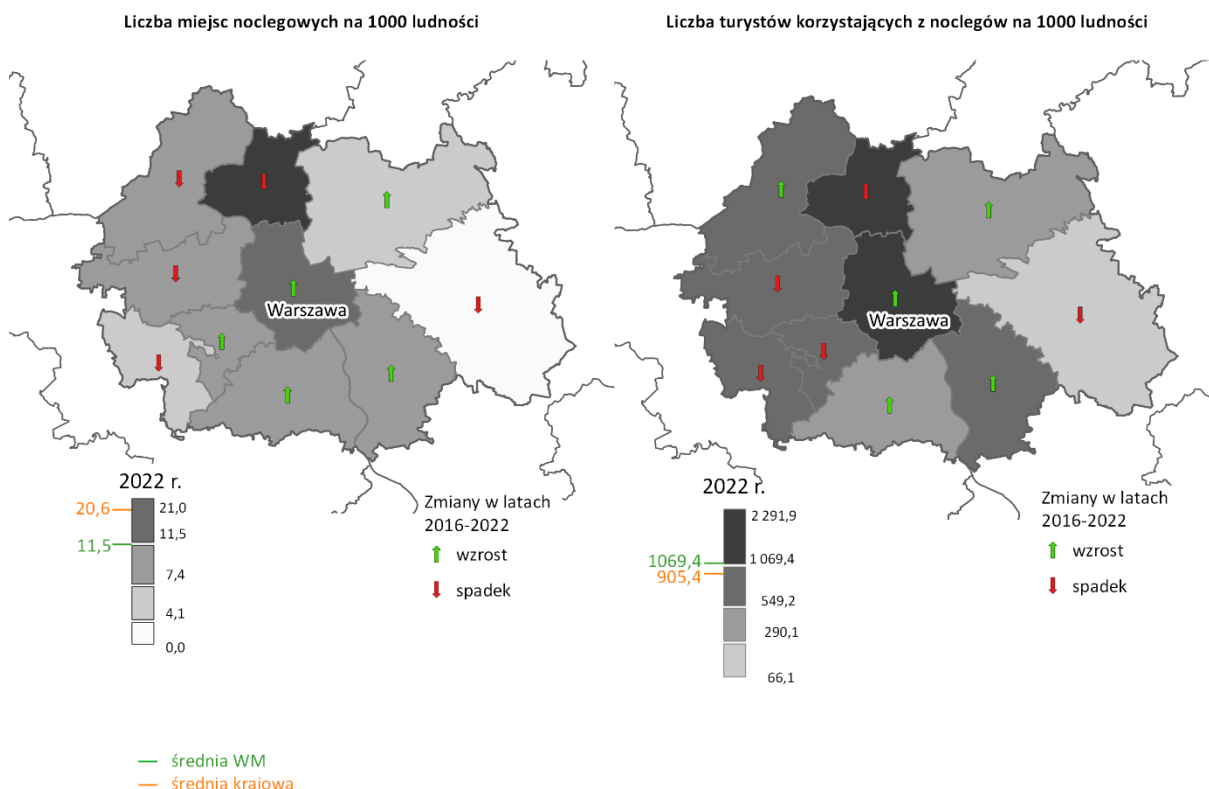 Liczba miejsc noclegowych na 1000 ludności
Warszawa
2022 r.
20,6
11,5
21,0
11,5
7,4
4,1
0,0
Zmiany w latach
2016-2022
wzrost
spadek
Liczba turystów korzystających z noclegów na 1000 ludności
Warszawa
2022 r.
1069,4
905,4
2 291,9
1 069,4
549,2
290,1
66,1
Zmiany w latach
2016-2022
wzrost
spadek
średnia WM
średnia krajowa